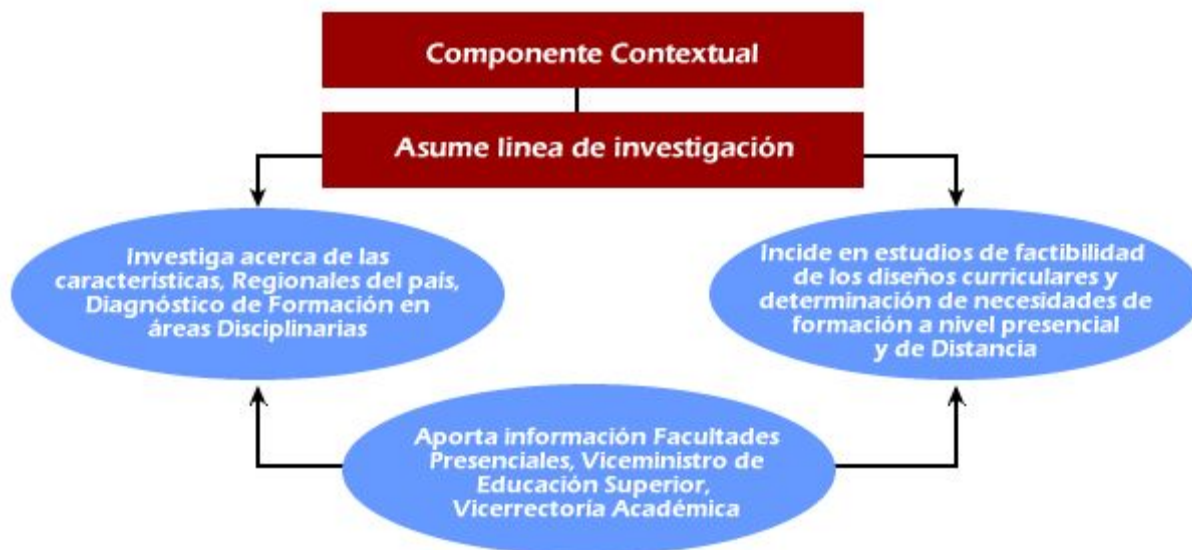 Componente Contextual
Asume linea de investigación
Investiga acerca de las
características, Regionales del país,
Diagnóstico de Formación en
áreas Disciplinarias
Incide en estudios de factibilidad
de los diseños curriculares y
determinación de necesidades de
formación a nivel presencial
y de Distancia
Aporta información Facultades
Presenciales, Viceministro de
Educación Superior,
Vicerrectoría Académica